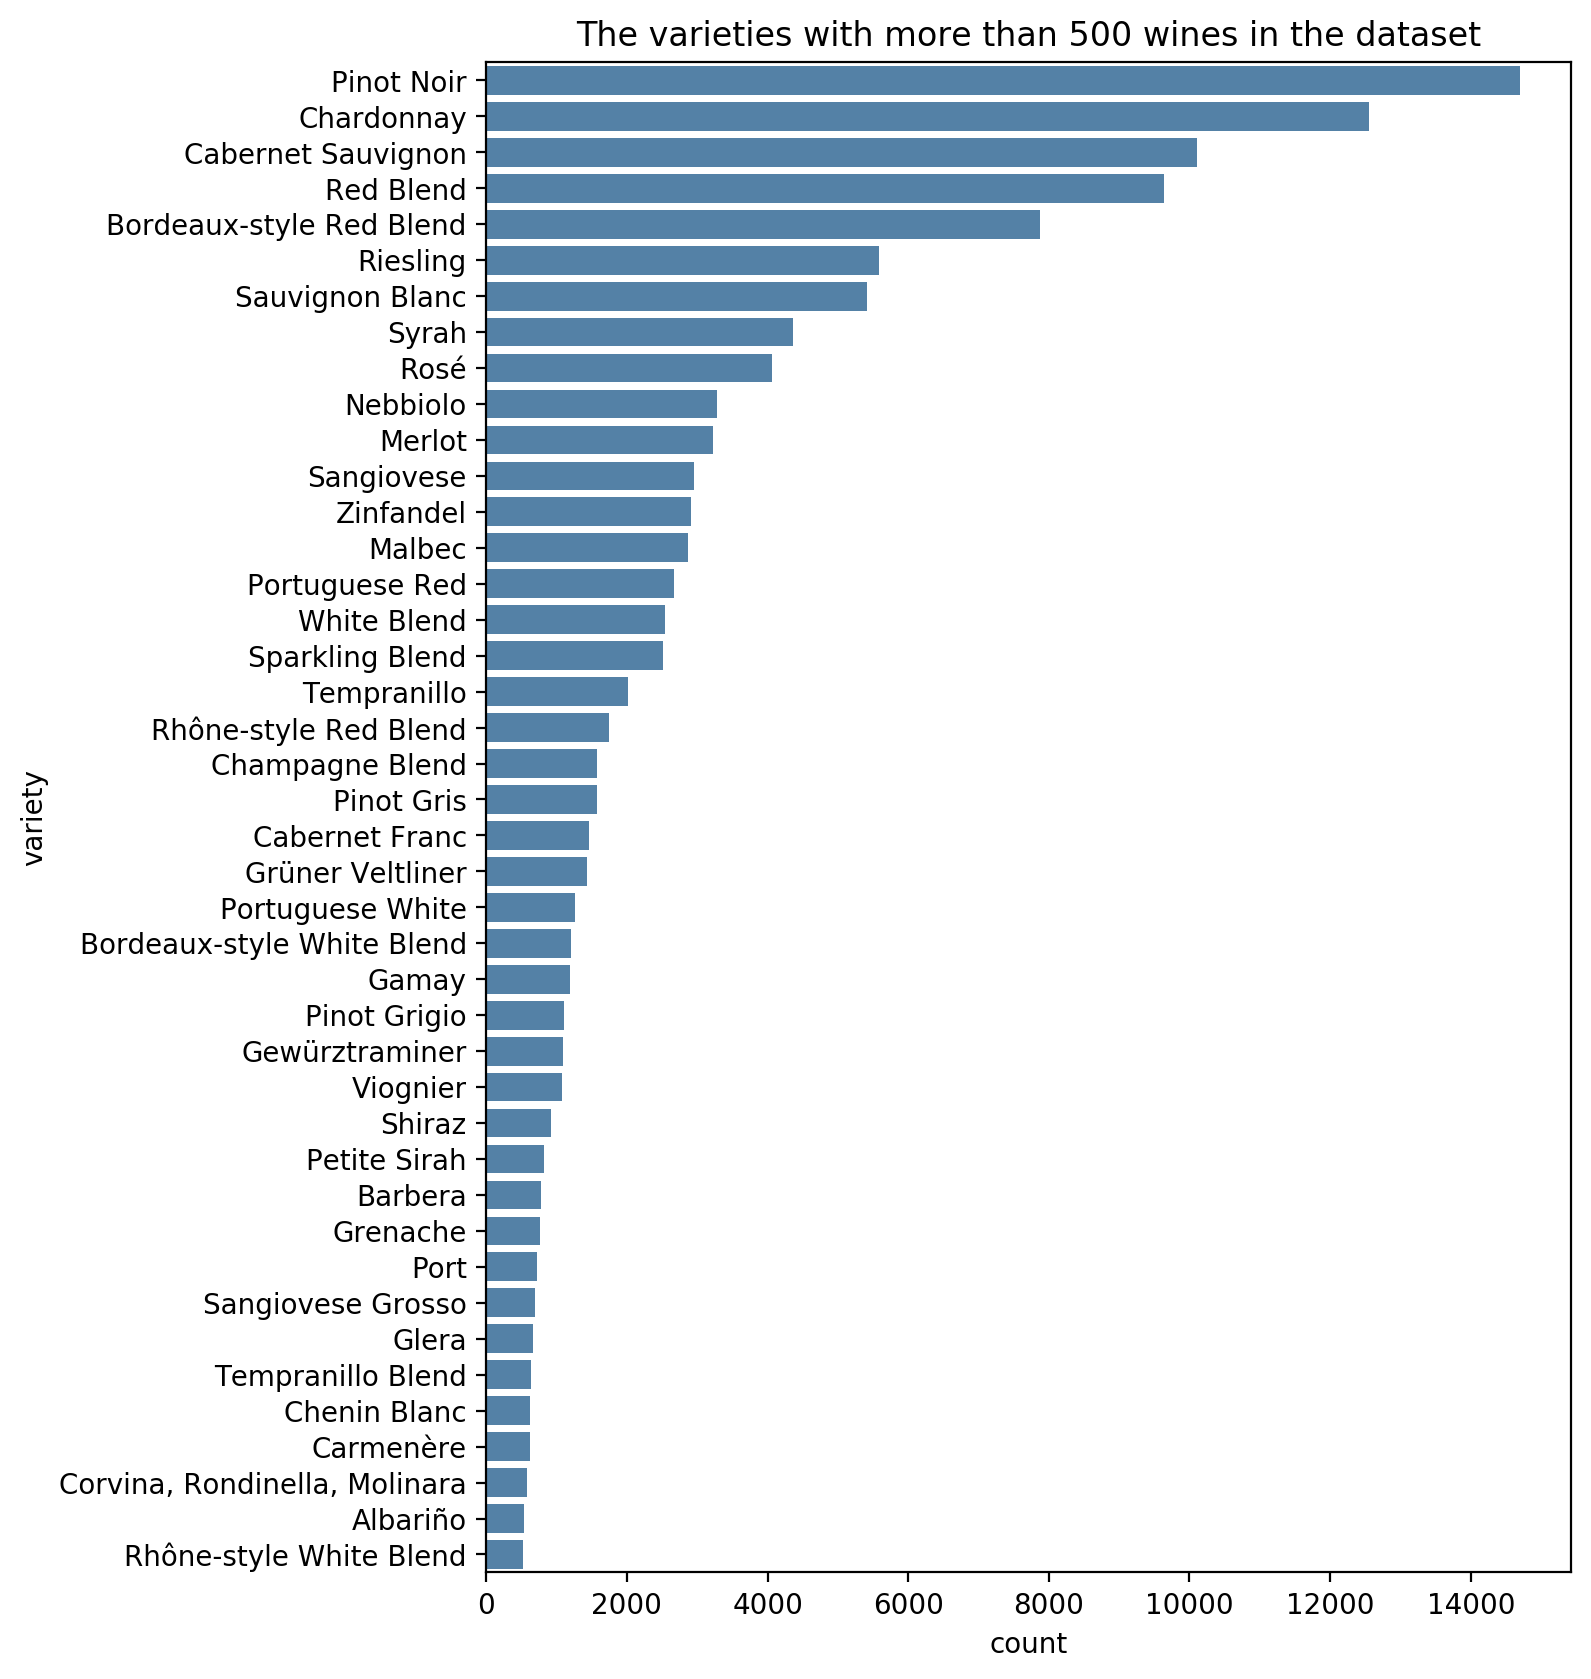 The varieties with more than 500 wines in the dataset
Pinot Noir
Chardonnay
Cabernet Sauvignon
Red Blend
Bordeaux-style Red Blend
Riesling
Sauvignon Blanc
Syrah
Rosé
Nebbiolo
Merlot
Sangiovese
Zinfandel
Malbec
Portuguese Red
White Blend
Sparkling Blend
Tempranillo
Rhône-style Red Blend
Champagne Blend
Pinot Gris
Cabernet Franc
Grüner Veltliner
Portuguese White
Bordeaux-style White Blend
Gamay
Pinot Grigio
Gewürztraminer
Viognier
Shiraz
Petite Sirah
Barbera
Grenache
Port
Sangiovese Grosso
Glera
Tempranillo Blend
Chenin Blanc
Carmenère
Corvina, Rondinella, Molinara
Albariño
Rhône-style White Blend
variety
0 2000 4000 6000 8000 10000 12000 14000
count